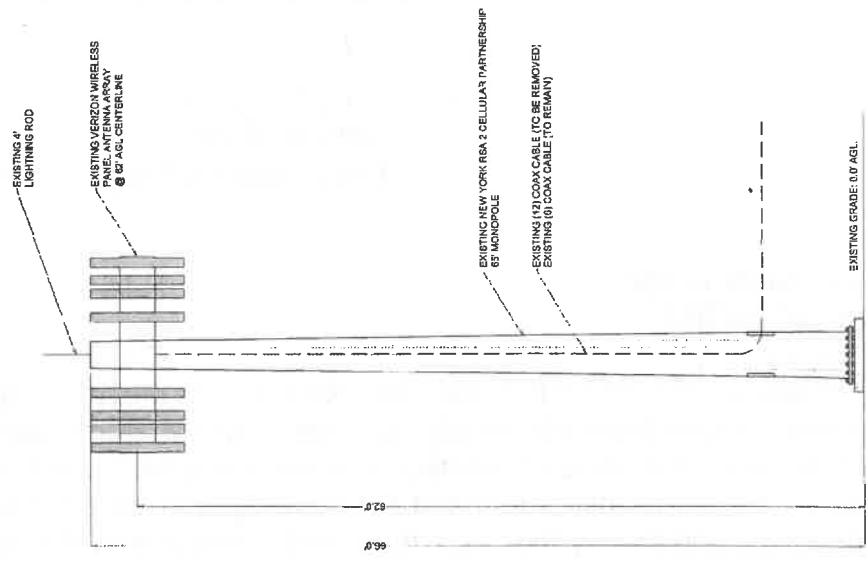 EXISTING 4'
LIGHTNING ROD
EXISTING VERIZON WIRELESS
PANEL ANTENNA ARRAY
@ 62' AGL CENTERLINE
EXISTING NEW YORK RSA 2 CELLULAR PARTNERSHIP
65' MONOPOLE
EXISTING (12) COAX CABLE (TO BE REMOVED)
EXISTING (0) COAX CABLE (TO REMAIN)
EXISTING GRADE: 0.0' AGL.
62.0'
66.0'